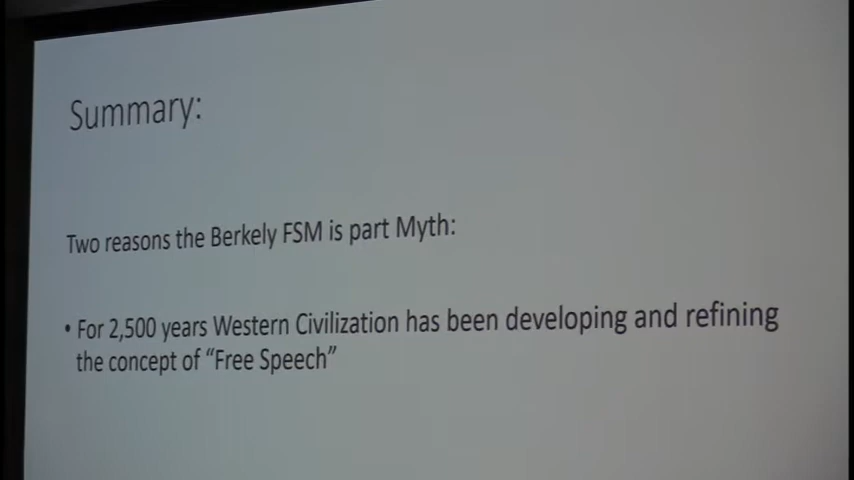 Summary:
Two reasons the Berkely FSM is part Myth:
• For 2,500 years Western Civilization has been developing and refining
the concept of “Free Speech”